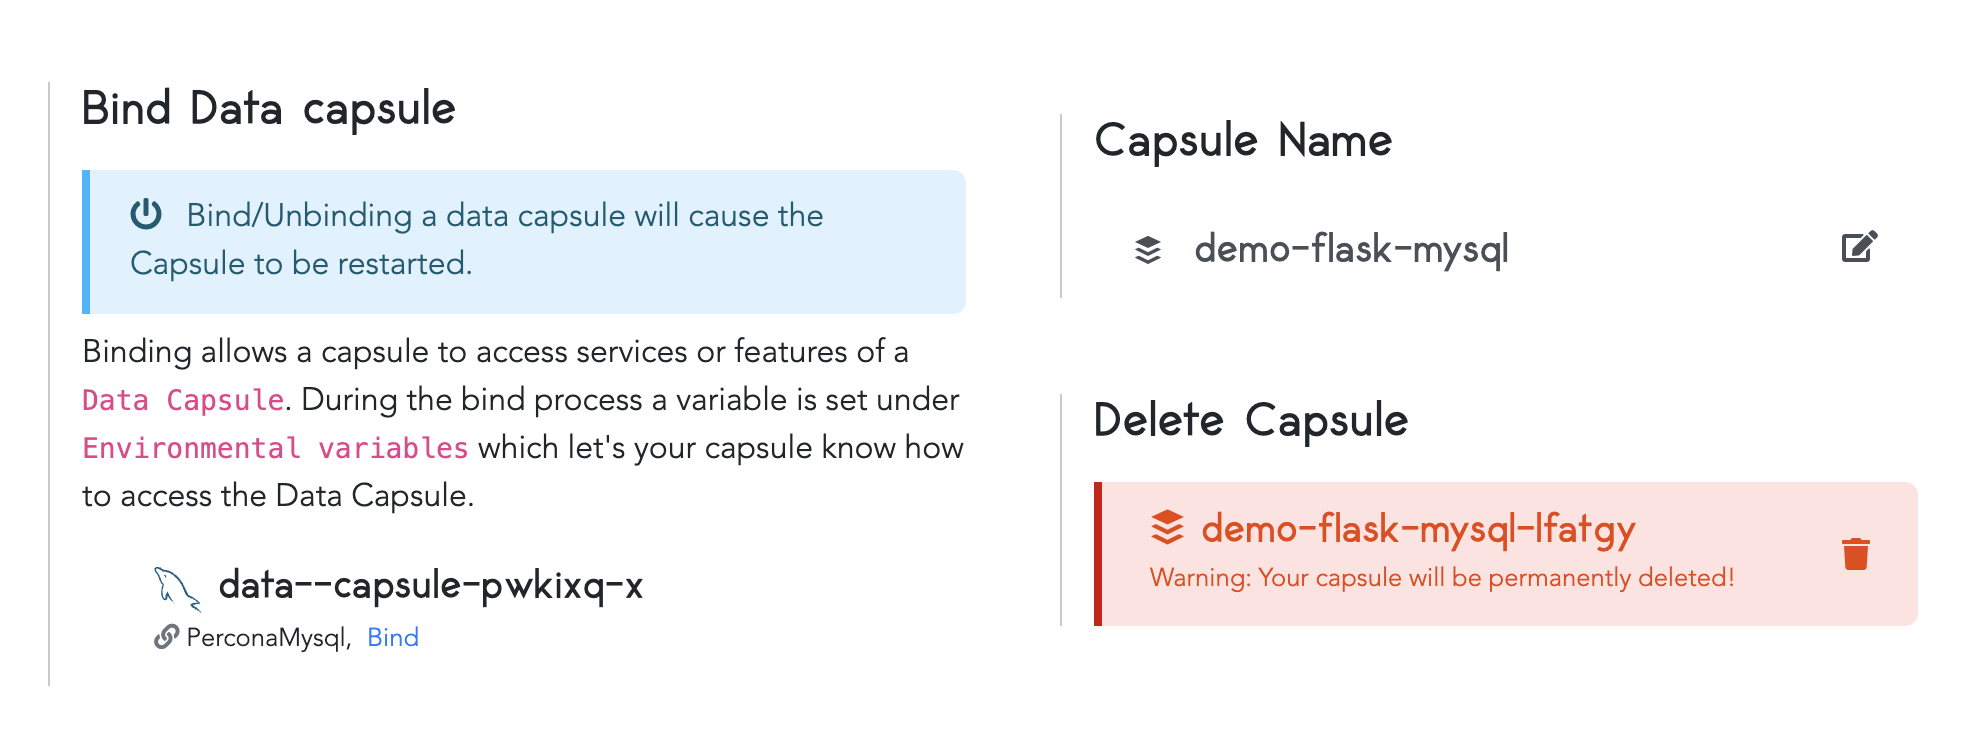 Bind Data capsule
Bind/Unbinding a data capsule will cause the
Capsule to be restarted.
Binding allows a capsule to access services or features of a
Data Capsule. During the bind process a variable is set under
Environmental variables which let's your capsule know how
to access the Data Capsule.
data--capsule-pwkixq-x
PerconaMysql, Bind
Capsule Name
demo-flask-mysql
Delete Capsule
demo-flask-mysql-lfatgy
Warning: Your capsule will be permanently deleted!